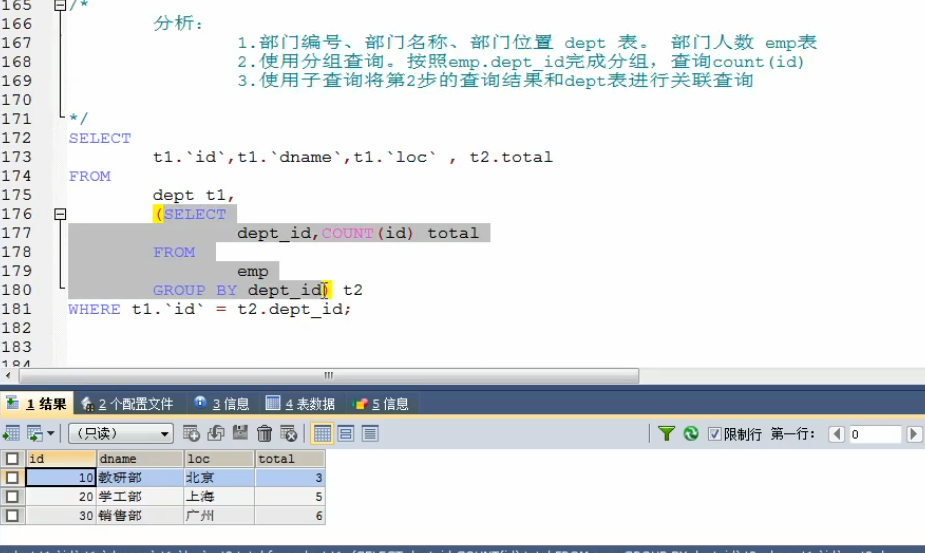 165 /*
166 分析：
167 1.部门编号、部门名称、部门位置 dept 表。 部门人数 emp表
168 2.使用分组查询。按照emp.dept_id完成分组，查询count(id)
169 3.使用子查询将第2步的查询结果和dept表进行关联查询
170
171 */
172 SELECT
173 t1.`id`,t1.`dname`,t1.`loc` , t2.total
174 FROM
175 dept t1,
176 (SELECT
177 dept_id,COUNT(id) total
178 FROM
179 emp
180 GROUP BY dept_id) t2
181 WHERE t1.`id` = t2.dept_id;
182
183
184
1 结果 2 个配置文件 3 信息 4 表数据 5 信息
（只读） 限制行 第一行： 0
id dname loc total
10 教研部 北京 3
20 学工部 上海 5
30 销售部 广州 6